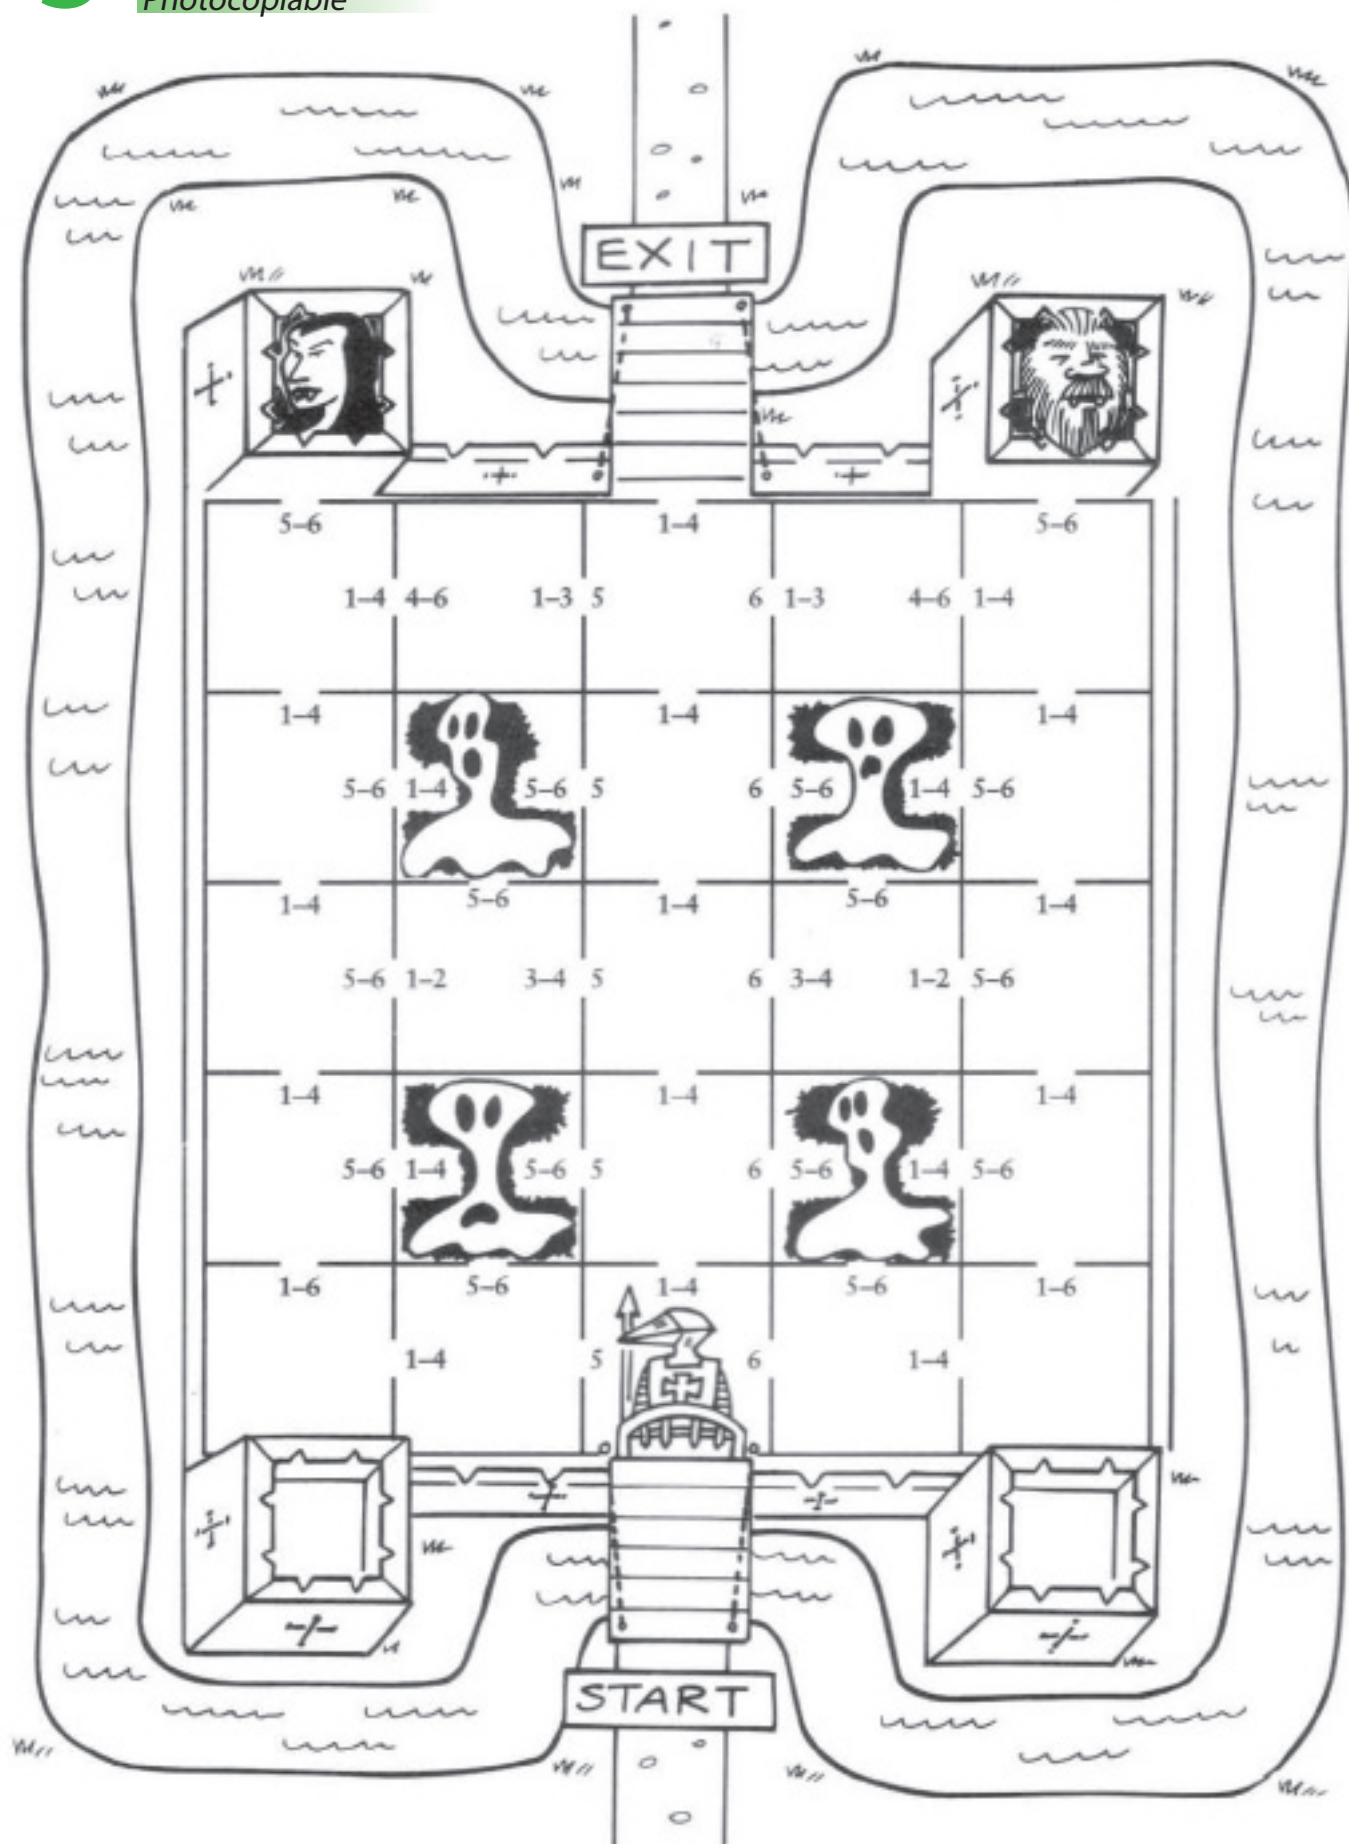 Photocopiable
EXIT
5–6 1–4 5–6
1–4 4–6 1–3 5 6 1–3 4–6 1–4
1–4 1–4 1–4
5–6 1–4 5–6 5 6 5–6 1–4 5–6
1–4 5–6 1–4 5–6 1–4
5–6 1–2 3–4 5 6 3–4 1–2 5–6
1–4 1–4 1–4
5–6 1–4 5–6 5 6 5–6 1–4 5–6
1–6 5–6 1–4 5–6 1–6
1–4 5 6 1–4
START